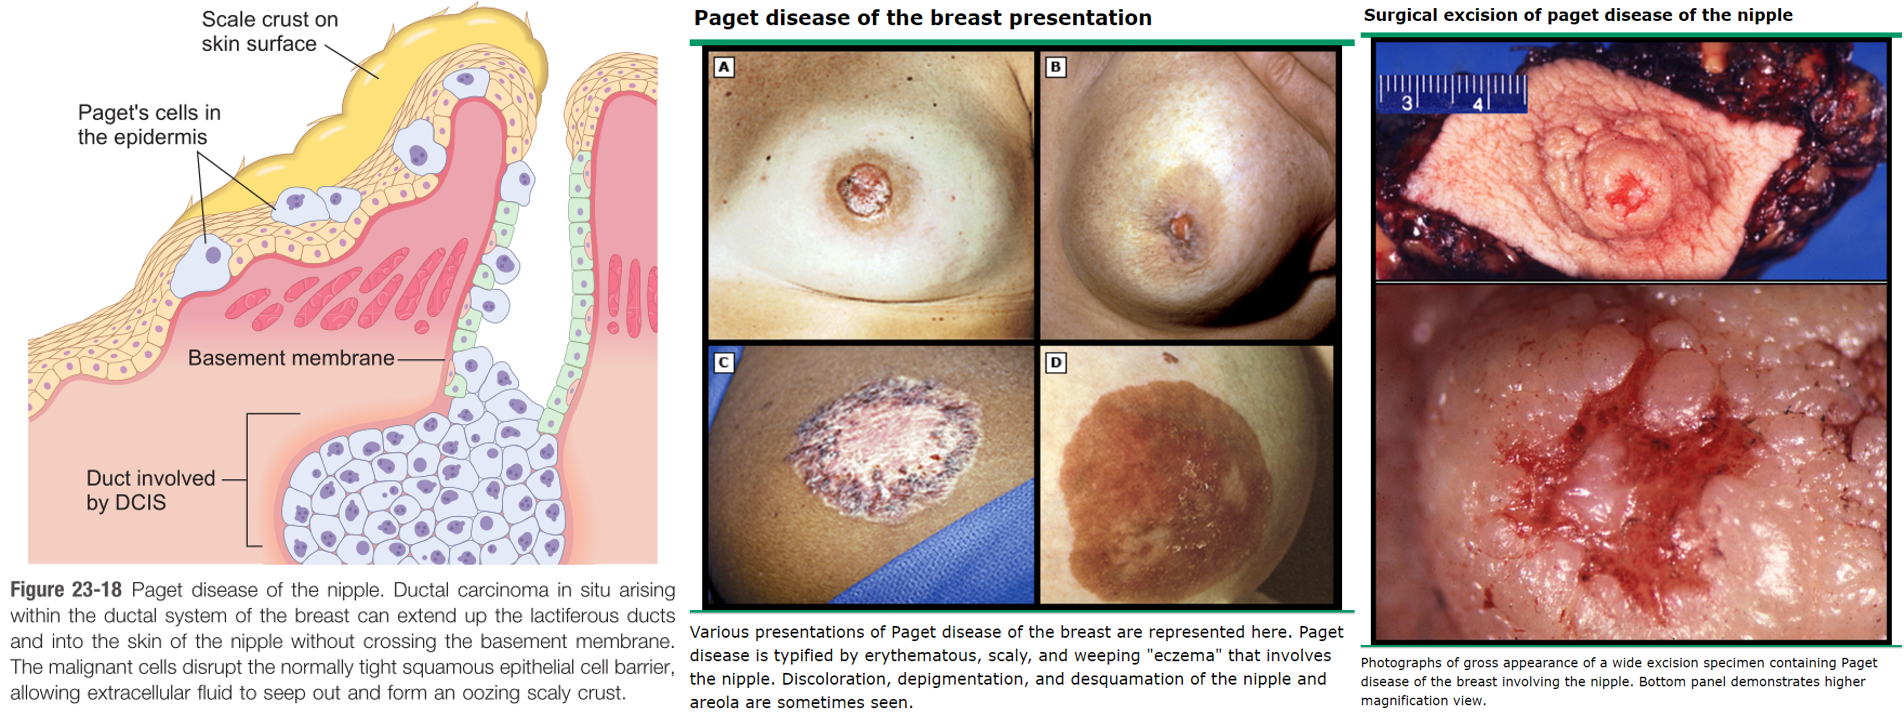 Scale crust on
skin surface
Paget's cells in
the epidermis
Basement membrane
Duct involved
by DCIS
Figure 23-18 Paget disease of the nipple. Ductal carcinoma in situ arising
within the ductal system of the breast can extend up the lactiferous ducts
and into the skin of the nipple without crossing the basement membrane.
The malignant cells disrupt the normally tight squamous epithelial cell barrier,
allowing extracellular fluid to seep out and form an oozing scaly crust.
Paget disease of the breast presentation
A
B
C
D
Various presentations of Paget disease of the breast are represented here. Paget
disease is typified by erythematous, scaly, and weeping "eczema" that involves
the nipple. Discoloration, depigmentation, and desquamation of the nipple and
areola are sometimes seen.
Surgical excision of paget disease of the nipple
3 4
Photographs of gross appearance of a wide excision specimen containing Paget
disease of the breast involving the nipple. Bottom panel demonstrates higher
magnification view.